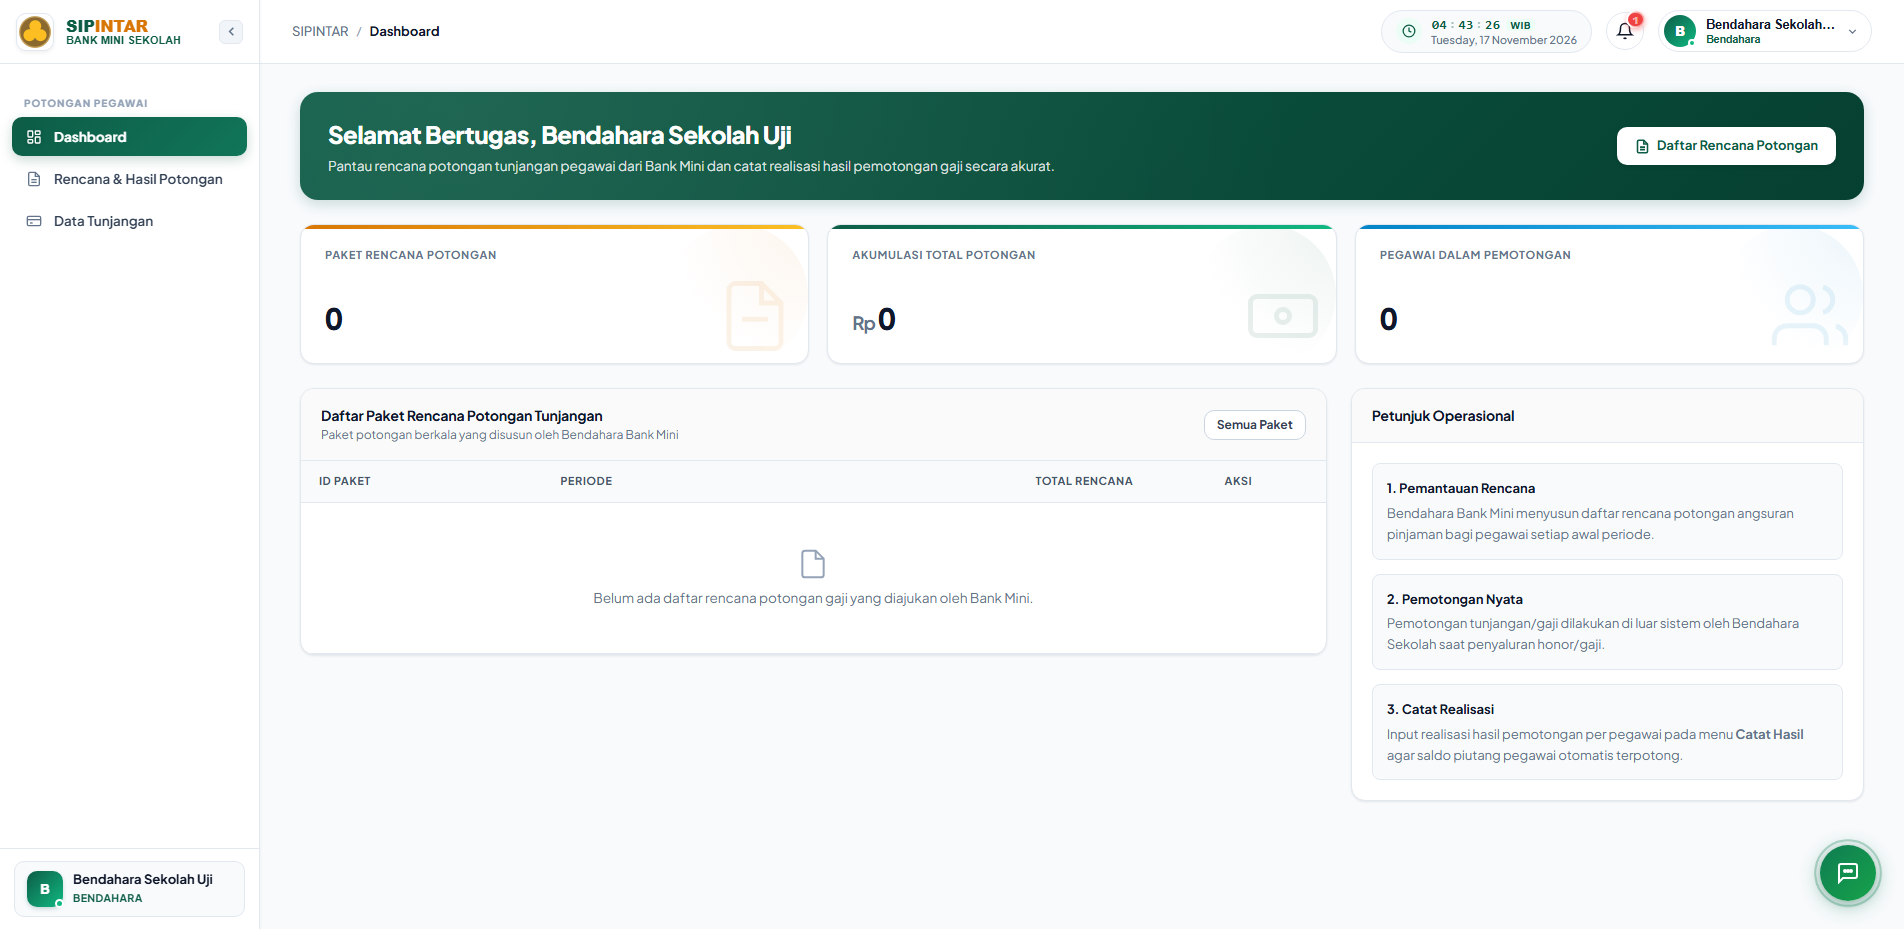 SIPINTAR
BANK MINI SEKOLAH
SIPINTAR / Dashboard
04 : 43 : 26 WIB
Tuesday, 17 November 2026
1
B
Bendahara Sekolah...
Bendahara
POTONGAN PEGAWAI
Dashboard
Rencana & Hasil Potongan
Data Tunjangan
Selamat Bertugas, Bendahara Sekolah Uji
Pantau rencana potongan tunjangan pegawai dari Bank Mini dan catat realisasi hasil pemotongan gaji secara akurat.
Daftar Rencana Potongan
PAKET RENCANA POTONGAN
0
AKUMULASI TOTAL POTONGAN
Rp0
PEGAWAI DALAM PEMOTONGAN
0
Daftar Paket Rencana Potongan Tunjangan
Paket potongan berkala yang disusun oleh Bendahara Bank Mini
Semua Paket
ID PAKET PERIODE TOTAL RENCANA AKSI
Belum ada daftar rencana potongan gaji yang diajukan oleh Bank Mini.
Petunjuk Operasional
1. Pemantauan Rencana
Bendahara Bank Mini menyusun daftar rencana potongan angsuran
pinjaman bagi pegawai setiap awal periode.
2. Pemotongan Nyata
Pemotongan tunjangan/gaji dilakukan di luar sistem oleh Bendahara
Sekolah saat penyaluran honor/gaji.
3. Catat Realisasi
Input realisasi hasil pemotongan per pegawai pada menu Catat Hasil
agar saldo piutang pegawai otomatis terpotong.
B
Bendahara Sekolah Uji
BENDAHARA